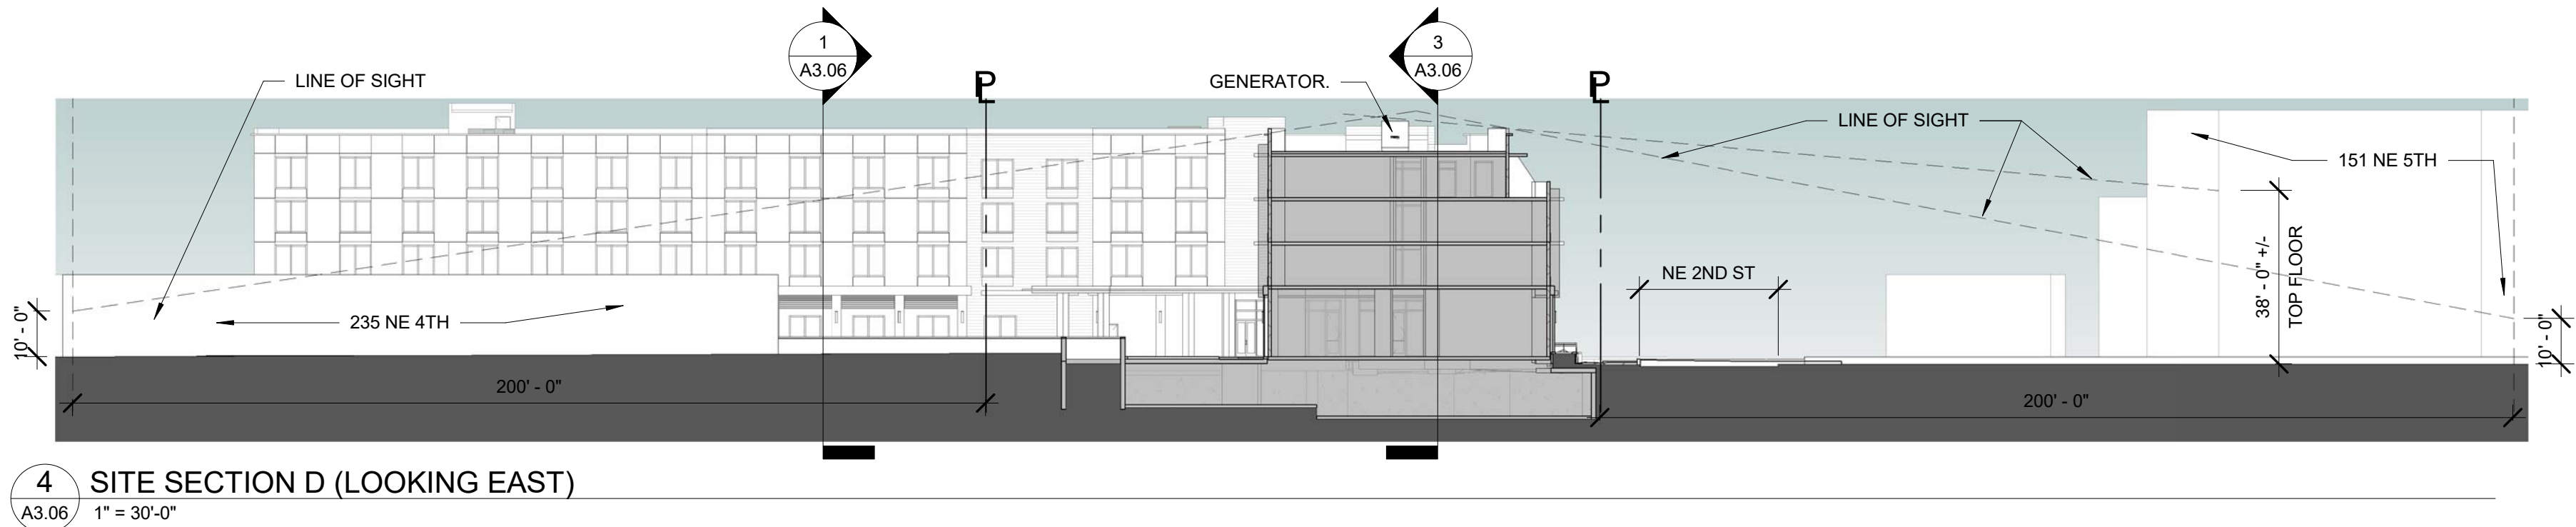 1
A3.06
3
A3.06
LINE OF SIGHT
PL
GENERATOR.
PL
LINE OF SIGHT
151 NE 5TH
NE 2ND ST
38' - 0" +/-
TOP FLOOR
10' - 0"
235 NE 4TH
10' - 0"
200' - 0"
200' - 0"
4
A3.06
SITE SECTION D (LOOKING EAST)
1" = 30'-0"